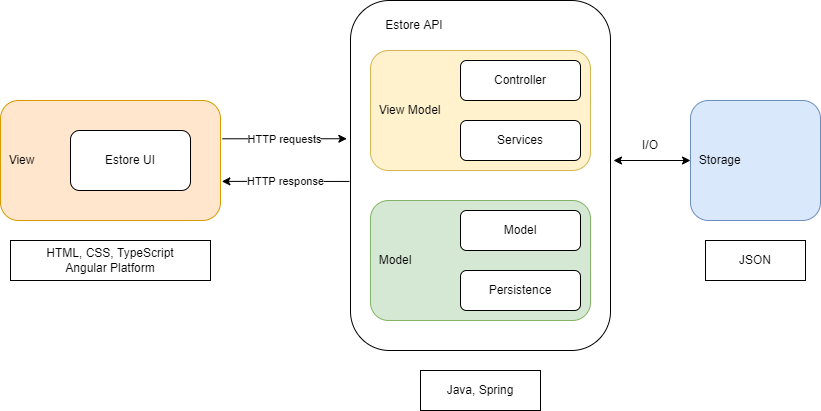 Estore API
View Model
Controller
Services
View
Estore UI
HTTP requests
HTTP response
I/O
Storage
Model
Model
Persistence
HTML, CSS, TypeScript
Angular Platform
JSON
Java, Spring